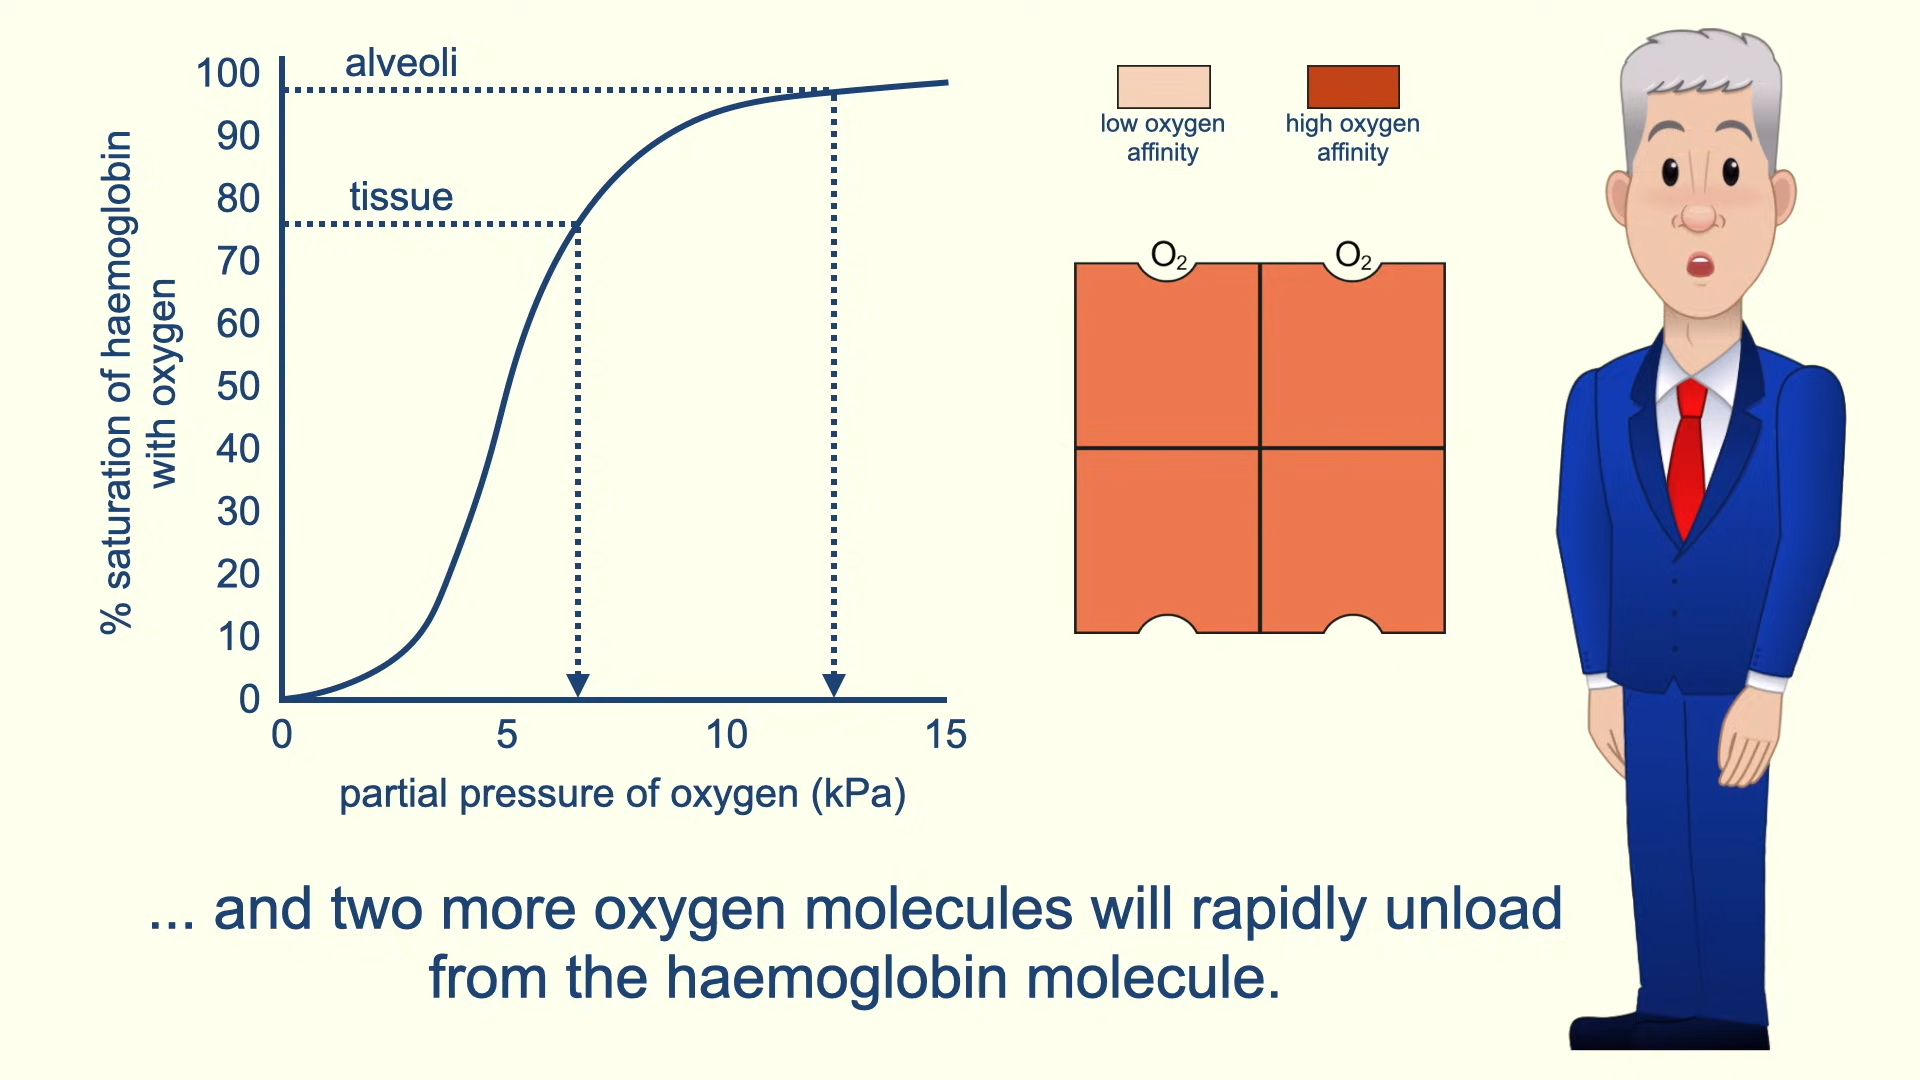 % saturation of haemoglobin
with oxygen
100
90
80
70
60
50
40
30
20
10
0
alveoli
tissue
0 5 10 15
partial pressure of oxygen (kPa)
low oxygen
affinity
high oxygen
affinity
O₂ O₂
... and two more oxygen molecules will rapidly unload
from the haemoglobin molecule.